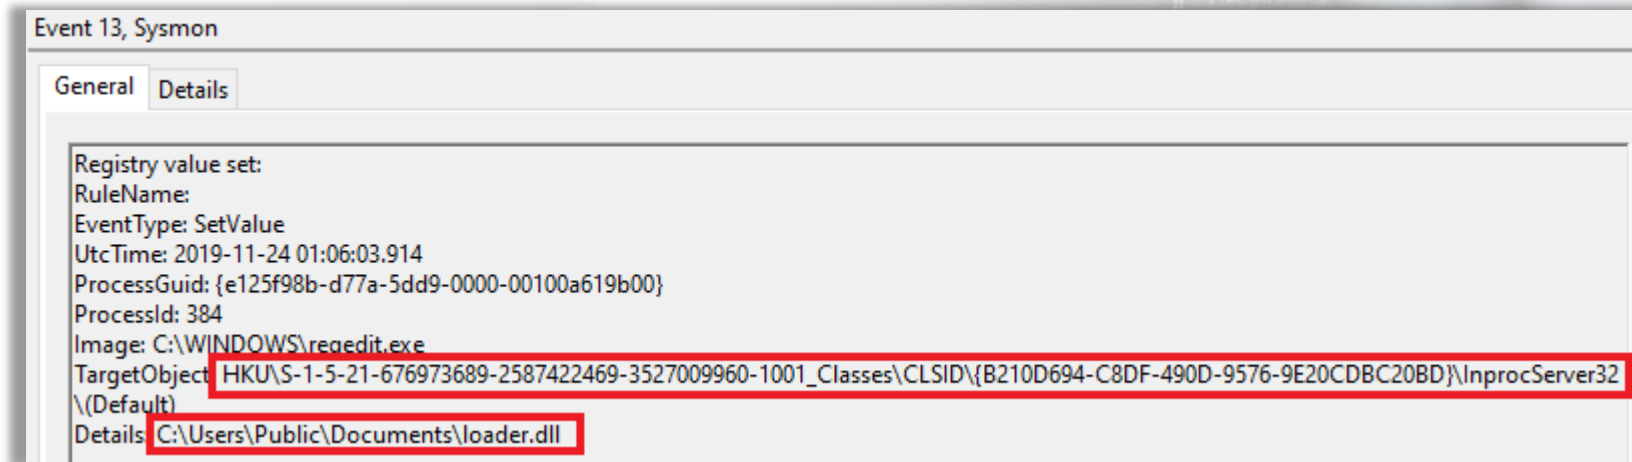 Event 13, Sysmon
General Details
Registry value set:
RuleName:
EventType: SetValue
UtcTime: 2019-11-24 01:06:03.914
ProcessGuid: {e125f98b-d77a-5dd9-0000-00100a619b00}
ProcessId: 384
Image: C:\WINDOWS\regedit.exe
TargetObject: HKU\S-1-5-21-676973689-2587422469-3527009960-1001_Classes\CLSID\{B210D694-C8DF-490D-9576-9E20CDBC20BD}\InprocServer32
\(Default)
Details: C:\Users\Public\Documents\loader.dll